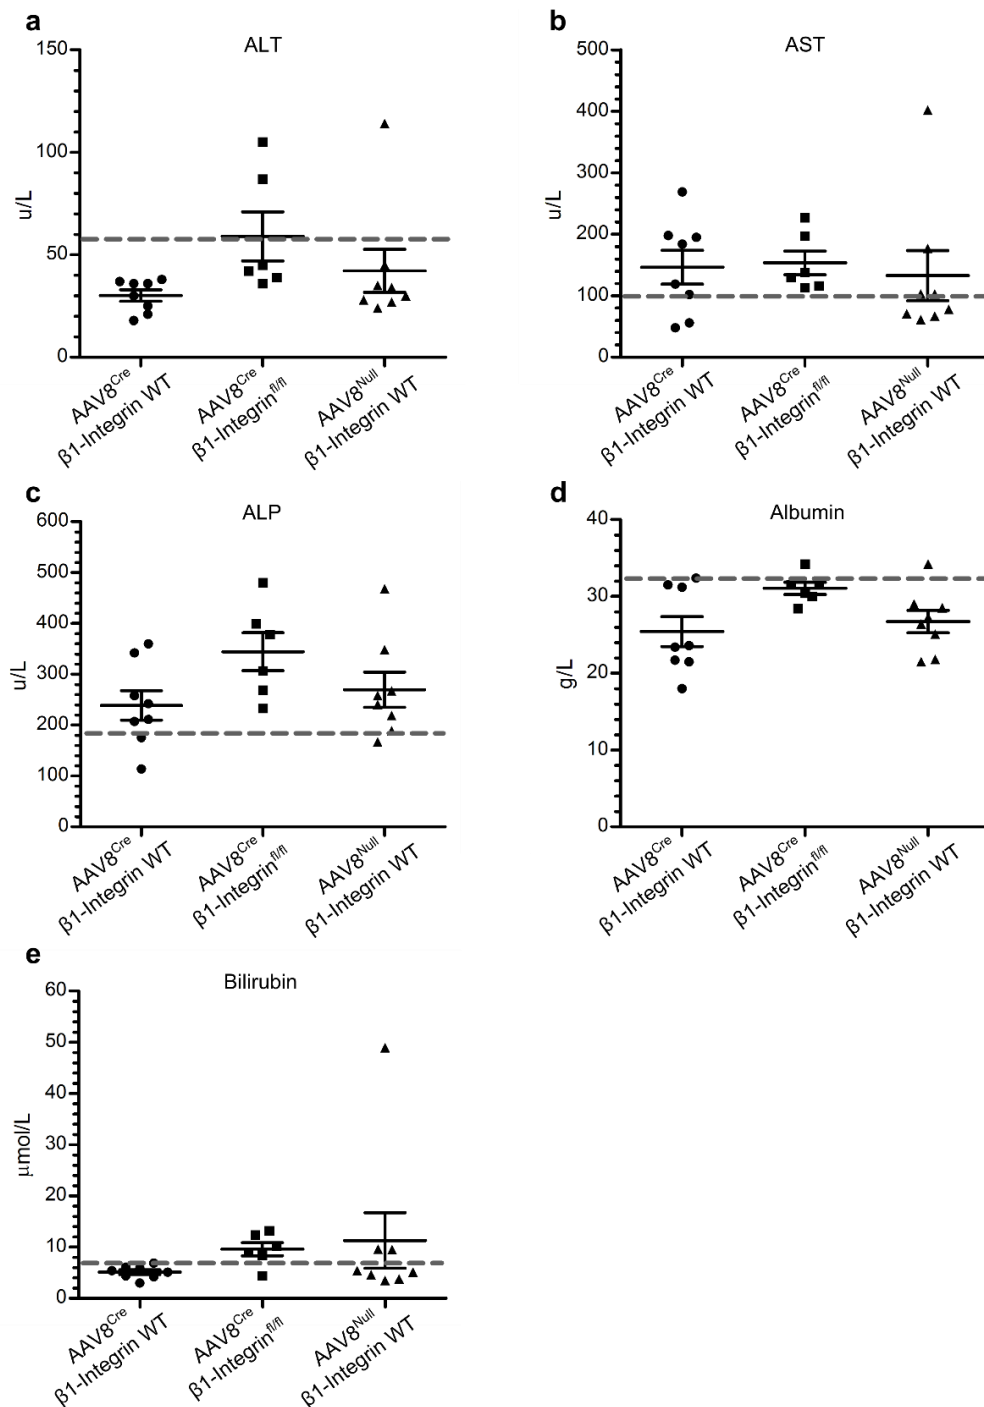 a
ALT
150
100
50
0
u/L
AAV8Cre
β1-Integrin WT
AAV8Cre
β1-Integrinfl/fl
AAV8Null
β1-Integrin WT
b
AST
500
400
300
200
100
0
u/L
AAV8Cre
β1-Integrin WT
AAV8Cre
β1-Integrinfl/fl
AAV8Null
β1-Integrin WT
c
ALP
600
500
400
300
200
100
0
u/L
AAV8Cre
β1-Integrin WT
AAV8Cre
β1-Integrinfl/fl
AAV8Null
β1-Integrin WT
d
Albumin
40
30
20
10
0
g/L
AAV8Cre
β1-Integrin WT
AAV8Cre
β1-Integrinfl/fl
AAV8Null
β1-Integrin WT
e
Bilirubin
60
50
40
30
20
10
0
μmol/L
AAV8Cre
β1-Integrin WT
AAV8Cre
β1-Integrinfl/fl
AAV8Null
β1-Integrin WT